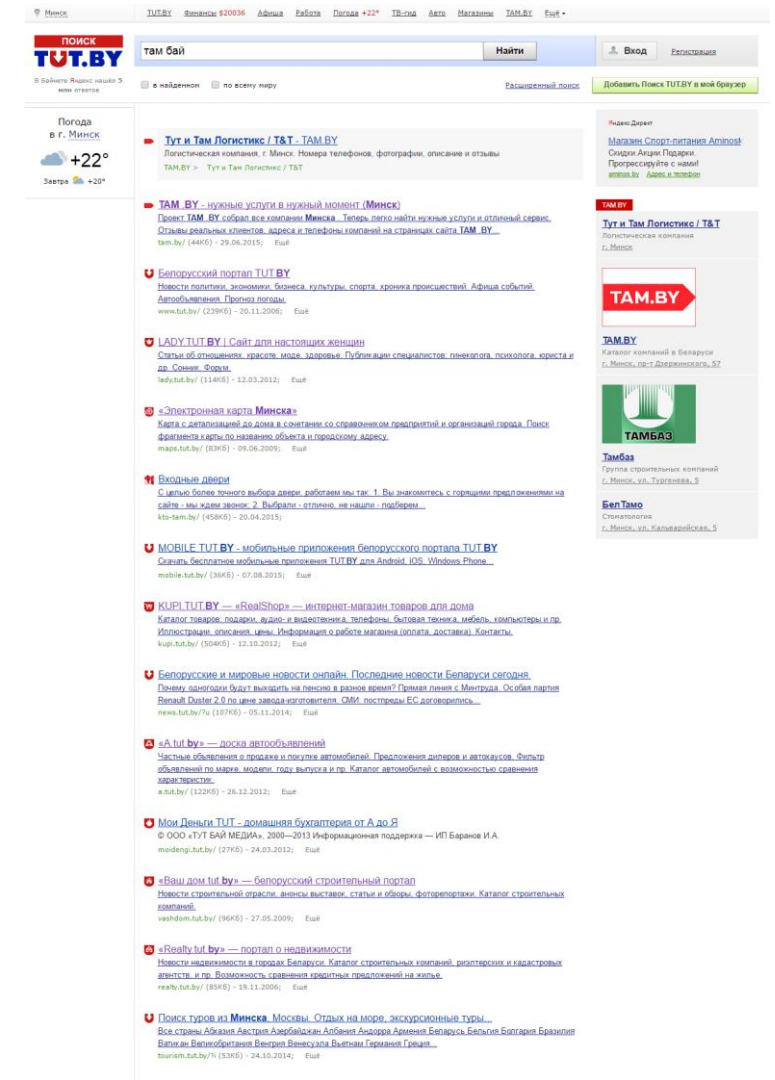 Минск
TUT.BY Финансы $20036 Афиша Работа Погода +22° ТВ-гид Авто Магазины TAM.BY Ещё
ПОИСК
TUT.BY
там бай
Найти
Вход
Регистрация
В Байнете Яндекс нашёл 5
млн ответов
в найденном
по всему миру
Расширенный поиск
Добавить Поиск TUT.BY в мой браузер
Погода
в г. Минск
+22°
Завтра +20°
Тут и Там Логистикс / T&T - TAM.BY
Логистическая компания, г. Минск. Номера телефонов, фотографии, описание и отзывы
TAM.BY > Тут и Там Логистикс / T&T
TAM .BY - нужные услуги в нужный момент (Минск)
Проект TAM .BY собрал все компании Минска . Теперь легко найти нужные услуги и отличный сервис.
Отзывы реальных клиентов, адреса и телефоны компаний на страницах сайта TAM .BY...
tam.by/ (44Кб) - 29.06.2015; Ещё
Белорусский портал TUT.BY
Новости политики, экономики, бизнеса, культуры, спорта, хроника происшествий. Афиша событий.
Автообъявления. Прогноз погоды.
www.tut.by/ (239Кб) - 20.11.2006; Ещё
LADY.TUT.BY | Сайт для настоящих женщин
Статьи об отношениях, красоте, моде, здоровье. Публикации специалистов: гинеколога, психолога, юриста и
др. Сонник. Форум.
lady.tut.by/ (114Кб) - 12.03.2012; Ещё
«Электронная карта Минска»
Карта с детализацией до дома в сочетании со справочником предприятий и организаций города. Поиск
фрагмента карты по названию объекта и городскому адресу.
maps.tut.by/ (83Кб) - 09.06.2009; Ещё
Входные двери
С целью более точного выбора двери, работаем мы так: 1. Вы знакомитесь с горящими предложениями на
сайте - мы ждем звонок; 2. Выбрали - отлично, не нашли - подберем...
kto-tam.by/ (458Кб) - 20.04.2015;
MOBILE.TUT.BY - мобильные приложения белорусского портала TUT.BY
Скачать бесплатное мобильные приложения TUT.BY для Android, iOS, Windows Phone...
mobile.tut.by/ (36Кб) - 07.08.2015; Ещё
KUPI.TUT.BY — «RealShop» — интернет-магазин товаров для дома
Каталог товаров: подарки, аудио- и видеотехника, телефоны, бытовая техника, мебель, компьютеры и пр.
Иллюстрации, описания, цены. Информация о работе магазина (оплата, доставка). Контакты.
kupi.tut.by/ (504Кб) - 12.10.2012; Ещё
Белорусские и мировые новости онлайн. Последние новости Беларуси сегодня.
Почему одногодки будут выходить на пенсию в разное время? Прямая линия с Минтруда. Особая партия
Renault Duster 2.0 по цене завода-изготовителя. СМИ: постпреды ЕС договорились...
news.tut.by/?u (107Кб) - 05.11.2014; Ещё
«A.tut.by» — доска автообъявлений
Частные объявления о продаже и покупке автомобилей. Предложения дилеров и автохаусов. Фильтр
объявлений по марке, модели, году выпуска и пр. Каталог автомобилей с возможностью сравнения
характеристик.
a.tut.by/ (122Кб) - 26.12.2012; Ещё
Мои Деньги TUT - домашняя бухгалтерия от А до Я
© ООО «ТУТ БАЙ МЕДИА», 2000—2013 Информационная поддержка — ИП Баранов И.А.
moidengi.tut.by/ (27Кб) - 24.03.2012; Ещё
«Ваш дом.tut.by» — белорусский строительный портал
Новости строительной отрасли, анонсы выставок, статьи и обзоры, фоторепортажи. Каталог строительных
компаний.
vashdom.tut.by/ (96Кб) - 27.05.2009; Ещё
«Realty.tut.by» — портал о недвижимости
Новости недвижимости в городах Беларуси. Каталог строительных компаний, риэлтерских и кадастровых
агентств, и пр. Возможность сравнения кредитных предложений на жилье.
realty.tut.by/ (85Кб) - 19.11.2006; Ещё
Поиск туров из Минска, Москвы. Отдых на море, экскурсионные туры...
Все страны Абхазия Австрия Азербайджан Албания Андорра Армения Беларусь Бельгия Болгария Бразилия
Ватикан Великобритания Венгрия Венесуэла Вьетнам Германия Греция...
tourism.tut.by/ (53Кб) - 24.10.2014; Ещё
Яндекс.Директ
Магазин Спорт-питания Aminos
Скидки.Акции.Подарки.
Прогрессируйте с нами!
aminos.by Адрес и телефон
TAM.BY
Тут и Там Логистикс / T&T
Логистическая компания
г. Минск
TAM.BY
TAM.BY
Каталог компаний в Беларуси
г. Минск, пр-т Дзержинского, 57
ТАМБАЗ
Тамбаз
Группа строительных компаний
г. Минск, ул. Тургенева, 5
БелТамо
Стоматология
г. Минск, ул. Кальварийская, 5